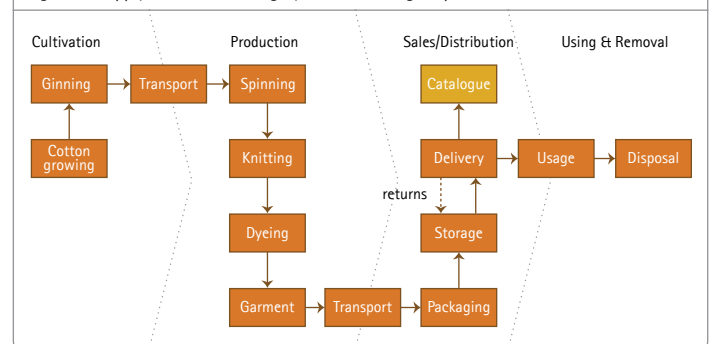 Cultivation
Production
Sales/Distribution
Using & Removal
Ginning
Transport
Spinning
Catalogue
Cotton
growing
Knitting
Delivery
Usage
Disposal
returns
Dyeing
Storage
Garment
Transport
Packaging